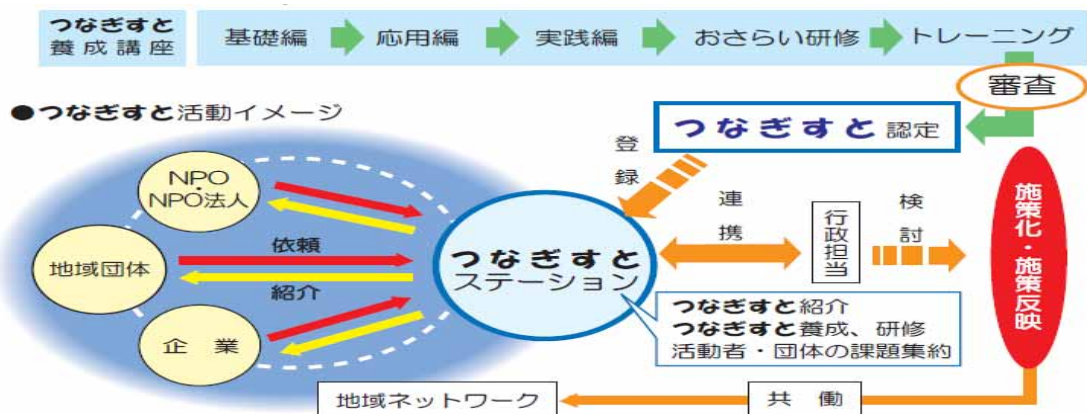 つなぎすと
養成講座
基礎編
応用編
実践編
おさらい研修
トレーニング
審査
●つなぎすと活動イメージ
つなぎすと認定
登録
NPO
・
NPO法人
地域団体
企業
依頼
紹介
つなぎすと
ステーション
連携
行政担当
検討
施策化・施策反映
つなぎすと紹介
つなぎすと養成、研修
活動者・団体の課題集約
地域ネットワーク
共働